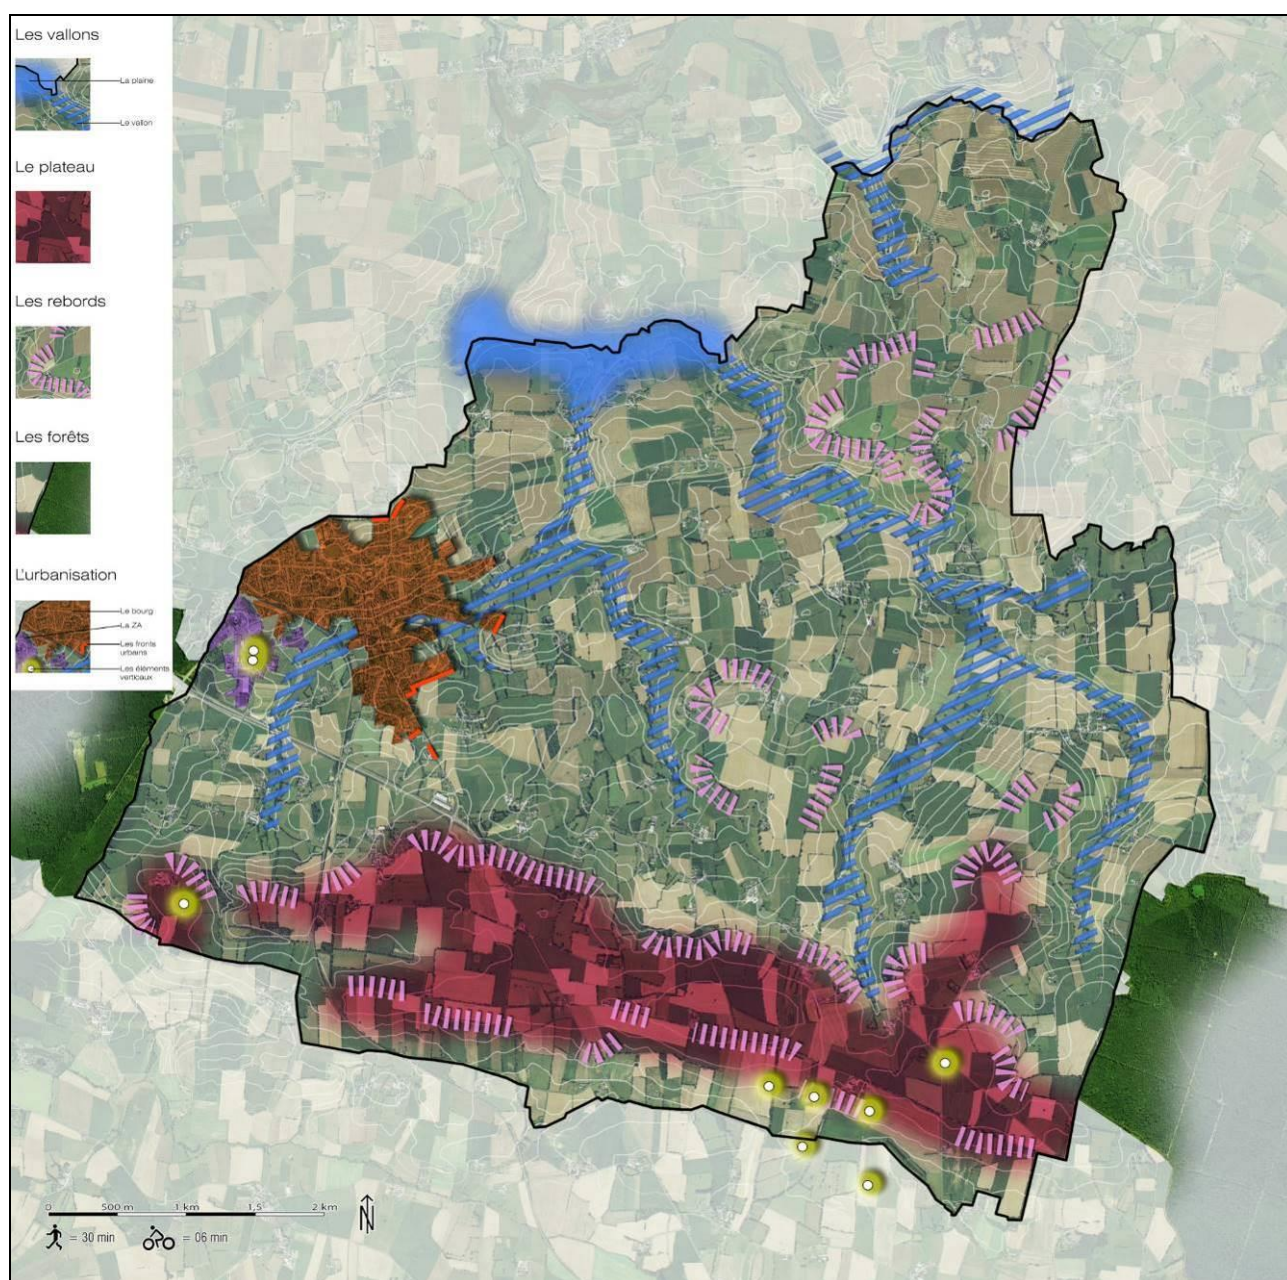 Les vallons
La plaine
Le vallon
Le plateau
Les rebords
Les forêts
L'urbanisation
Le bourg
La ZA
Les fronts
urbains
Les éléments
verticaux
0 500 m 1 km 1,5 2 km
= 30 min = 06 min
N